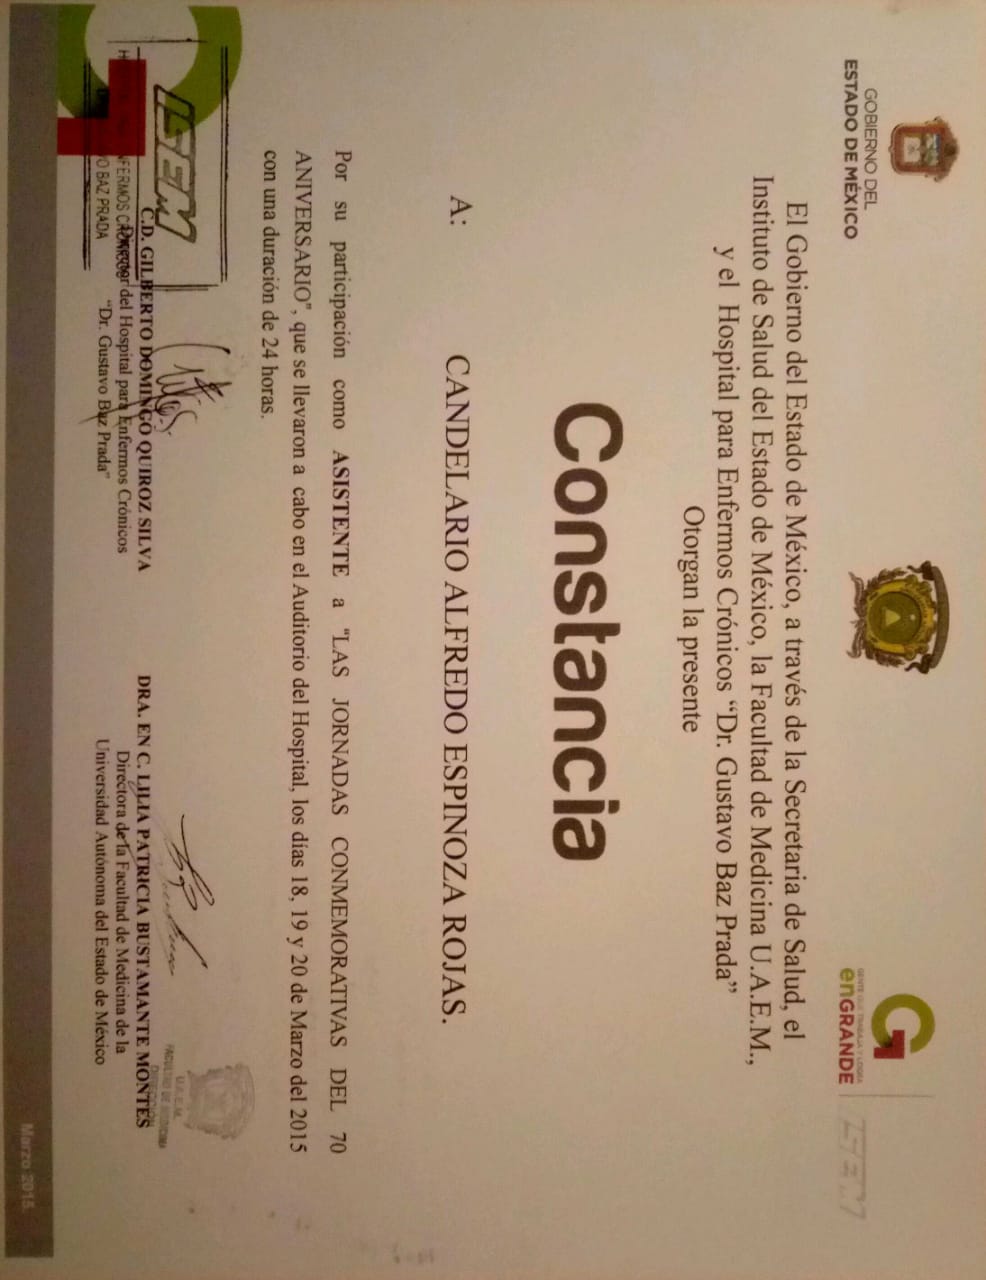 GOBIERNO DEL
ESTADO DE MÉXICO
GENTE QUE TRABAJA Y LOGRA
enGRANDE
ISEM
El Gobierno del Estado de México, a través de la Secretaria de Salud, el
Instituto de Salud del Estado de México, la Facultad de Medicina U.A.E.M.,
y el Hospital para Enfermos Crónicos “Dr. Gustavo Baz Prada”
Otorgan la presente
Constancia
A: CANDELARIO ALFREDO ESPINOZA ROJAS.
Por su participación como ASISTENTE a "LAS JORNADAS CONMEMORATIVAS DEL 70
ANIVERSARIO", que se llevaron a cabo en el Auditorio del Hospital, los días 18, 19 y 20 de Marzo del 2015
con una duración de 24 horas.
ISEM
ENFERMOS CRÓNICOS
BAZ PRADA
C.D. GILBERTO DOMINGO QUIROZ SILVA
Director del Hospital para Enfermos Crónicos
“Dr. Gustavo Baz Prada”
U.A.E.M.
FACULTAD DE MEDICINA
DIRECCIÓN
DRA. EN C. LILIA PATRICIA BUSTAMANTE MONTES
Directora de la Facultad de Medicina de la
Universidad Autónoma del Estado de México
Marzo 2015.